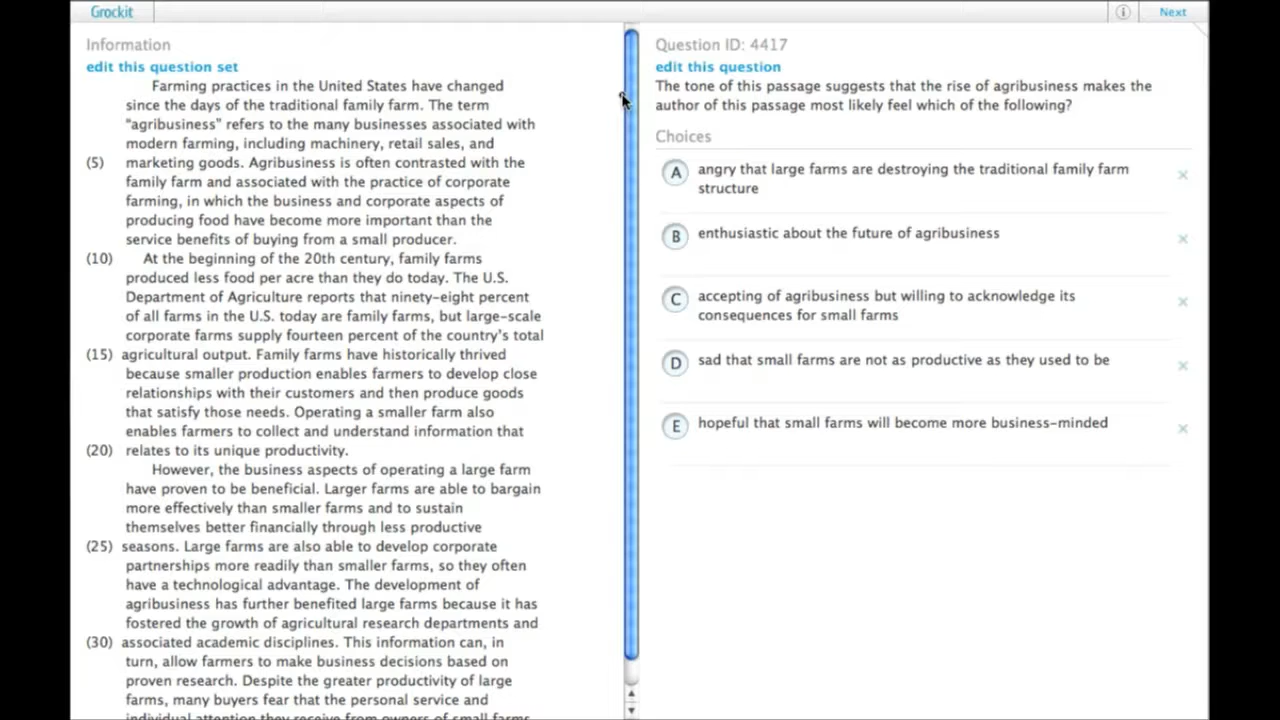 Grockit
Next
Information
edit this question set
Farming practices in the United States have changed
since the days of the traditional family farm. The term
“agribusiness” refers to the many businesses associated with
modern farming, including machinery, retail sales, and
(5) marketing goods. Agribusiness is often contrasted with the
family farm and associated with the practice of corporate
farming, in which the business and corporate aspects of
producing food have become more important than the
service benefits of buying from a small producer.
(10) At the beginning of the 20th century, family farms
produced less food per acre than they do today. The U.S.
Department of Agriculture reports that ninety-eight percent
of all farms in the U.S. today are family farms, but large-scale
corporate farms supply fourteen percent of the country's total
(15) agricultural output. Family farms have historically thrived
because smaller production enables farmers to develop close
relationships with their customers and then produce goods
that satisfy those needs. Operating a smaller farm also
enables farmers to collect and understand information that
(20) relates to its unique productivity.
However, the business aspects of operating a large farm
have proven to be beneficial. Larger farms are able to bargain
more effectively than smaller farms and to sustain
themselves better financially through less productive
(25) seasons. Large farms are also able to develop corporate
partnerships more readily than smaller farms, so they often
have a technological advantage. The development of
agribusiness has further benefited large farms because it has
fostered the growth of agricultural research departments and
(30) associated academic disciplines. This information can, in
turn, allow farmers to make business decisions based on
proven research. Despite the greater productivity of large
farms, many buyers fear that the personal service and
individual attention they receive from owners of small farms
Question ID: 4417
edit this question
The tone of this passage suggests that the rise of agribusiness makes the
author of this passage most likely feel which of the following?
Choices
A angry that large farms are destroying the traditional family farm
structure
B enthusiastic about the future of agribusiness
C accepting of agribusiness but willing to acknowledge its
consequences for small farms
D sad that small farms are not as productive as they used to be
E hopeful that small farms will become more business-minded